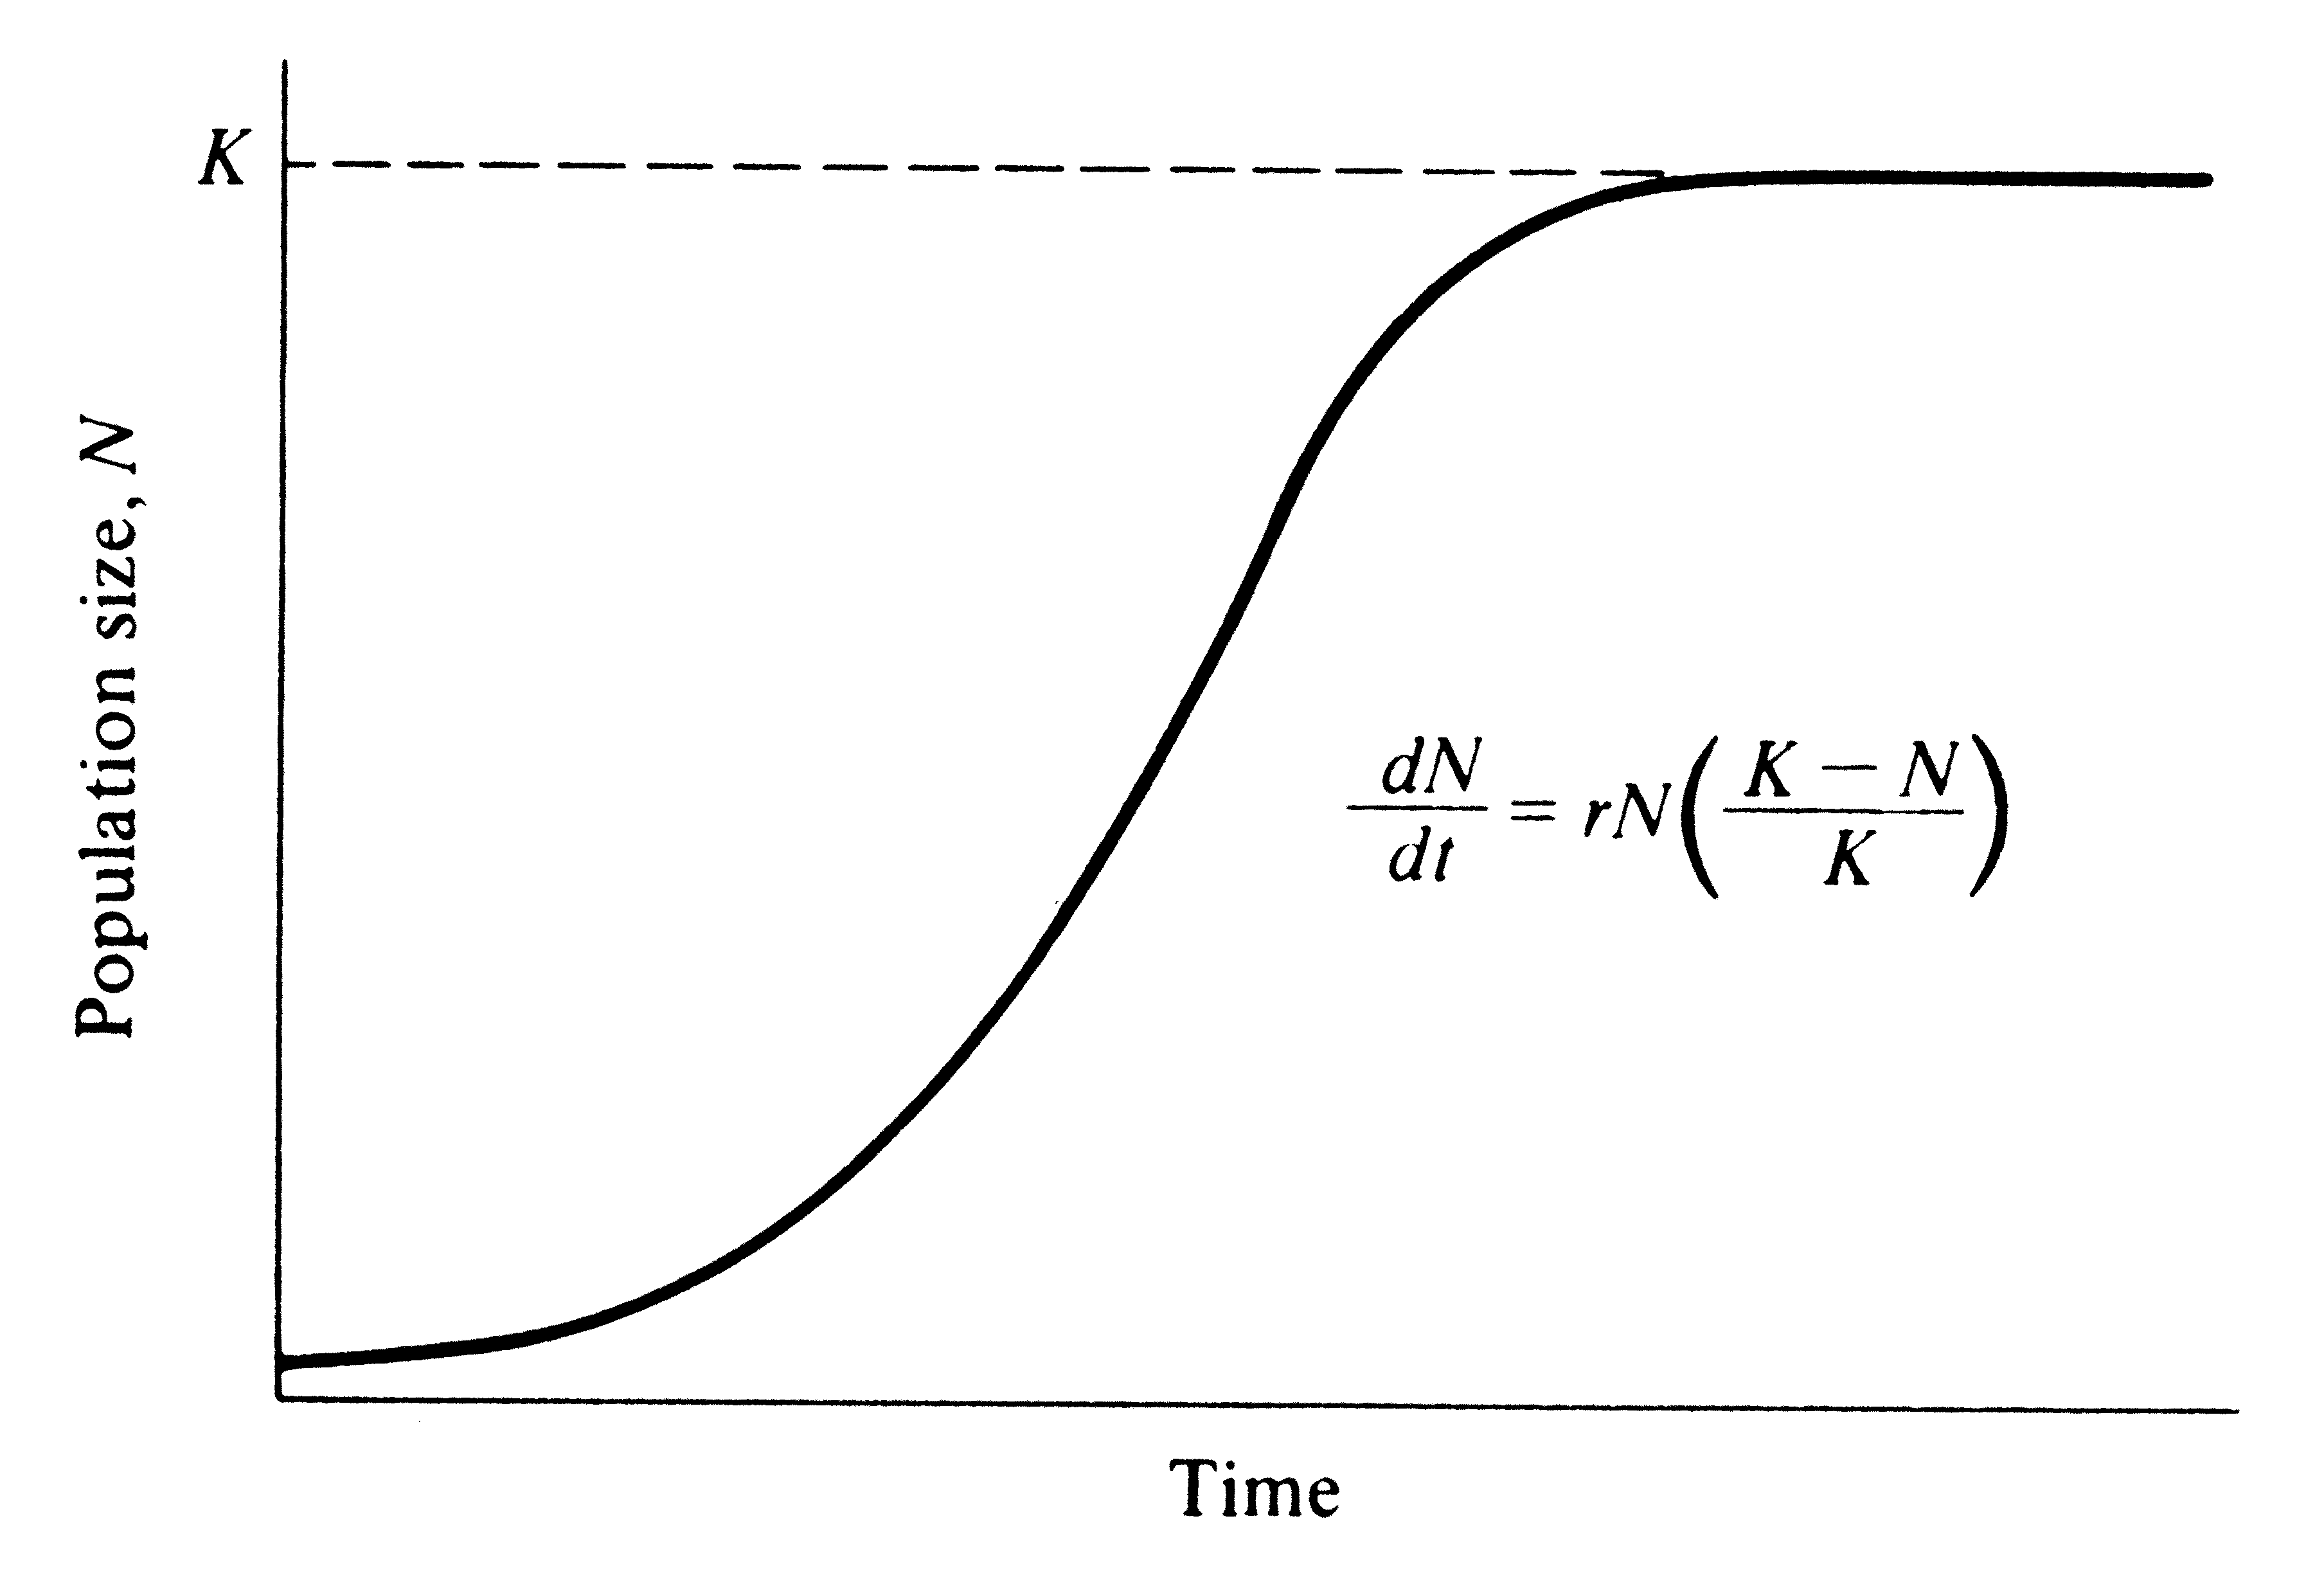 K
Population size, N
dN/dt = rN((K − N)/K)
Time